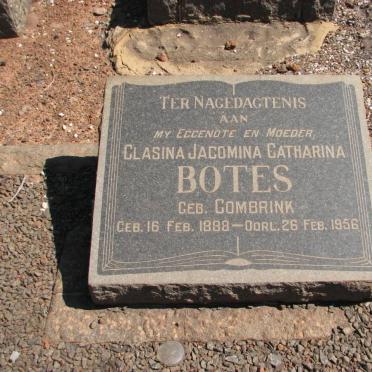 TER NAGEDAGTENIS
AAN
MY EGGENOTE EN MOEDER,
CLASINA JACOMINA CATHARINA
BOTES
GEB. COMBRINK
GEB. 16 FEB. 1888 — OORL. 26 FEB. 1956